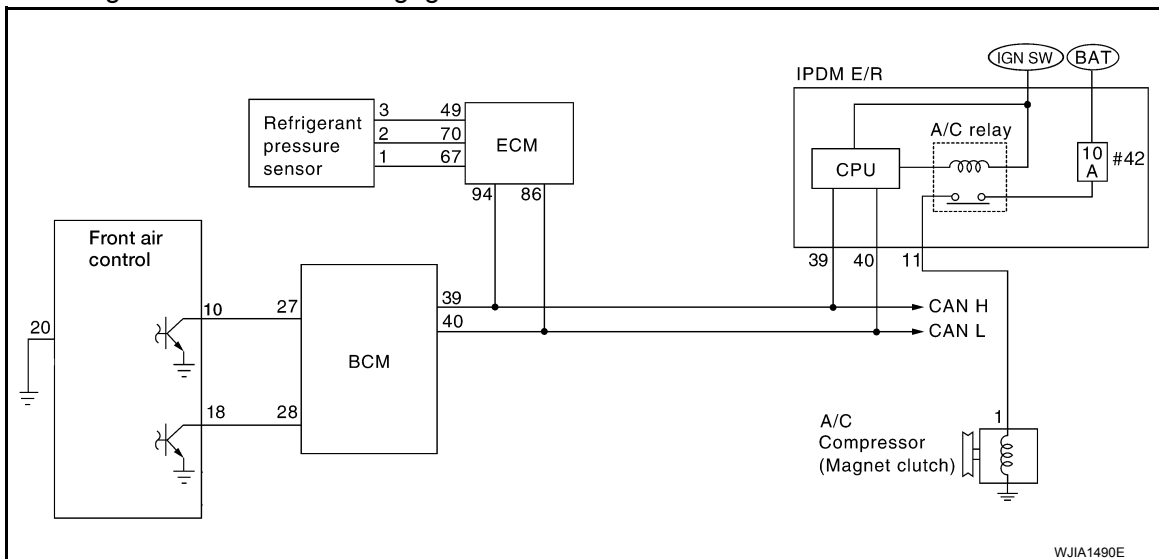 IGN SW BAT
IPDM E/R
A/C relay
CPU
10
A
#42
Refrigerant
pressure
sensor
3 49
2 70
1 67
ECM
94 86
39 40 11
Front air
control
10 27
20
18 28
BCM
39
40
CAN H
CAN L
A/C
Compressor
(Magnet clutch)
1
WJIA1490E